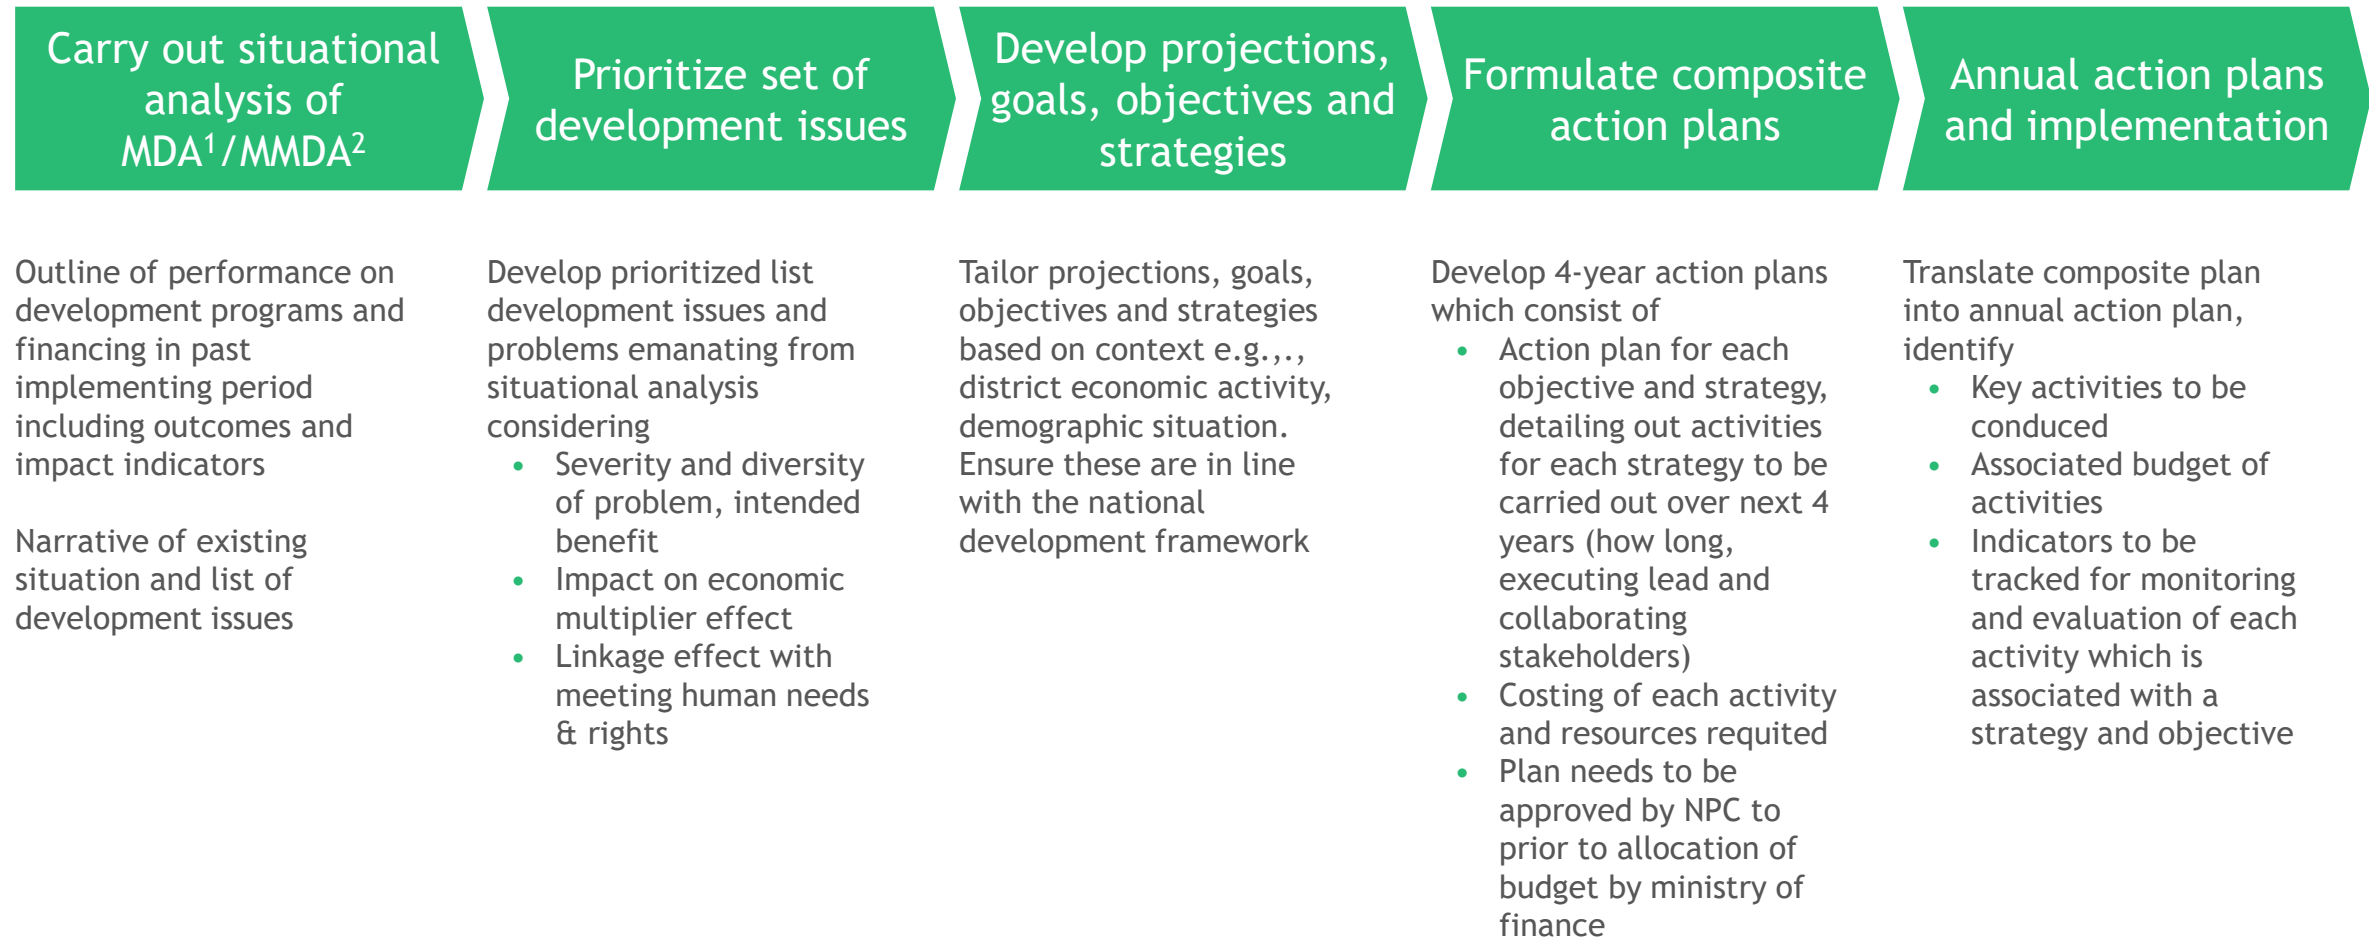 Carry out situational
analysis of
MDA¹/MMDA²
Prioritize set of
development issues
Develop projections,
goals, objectives and
strategies
Formulate composite
action plans
Annual action plans
and implementation
Outline of performance on
development programs and
financing in past
implementing period
including outcomes and
impact indicators
Narrative of existing
situation and list of
development issues
Develop prioritized list
development issues and
problems emanating from
situational analysis
considering
• Severity and diversity
of problem, intended
benefit
• Impact on economic
multiplier effect
• Linkage effect with
meeting human needs
& rights
Tailor projections, goals,
objectives and strategies
based on context e.g.,.,
district economic activity,
demographic situation.
Ensure these are in line
with the national
development framework
Develop 4-year action plans
which consist of
• Action plan for each
objective and strategy,
detailing out activities
for each strategy to be
carried out over next 4
years (how long,
executing lead and
collaborating
stakeholders)
• Costing of each activity
and resources requited
• Plan needs to be
approved by NPC to
prior to allocation of
budget by ministry of
finance
Translate composite plan
into annual action plan,
identify
• Key activities to be
conduced
• Associated budget of
activities
• Indicators to be
tracked for monitoring
and evaluation of each
activity which is
associated with a
strategy and objective